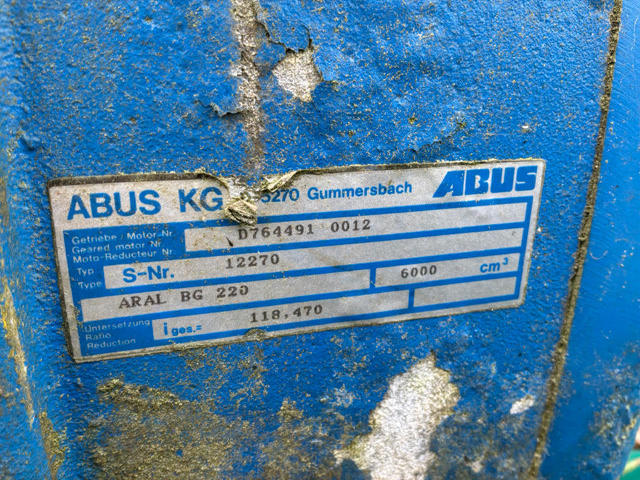 ABUS KG 5270 Gummersbach ABUS
Getriebe/Motor-Nr.
Geared motor Nr. D764491 0012
Moto-Reducteur Nr.
Typ
Type S-Nr. 12270
ARAL BG 220 6000 cm³
Untersetzung
Ratio i ges.= 118,470
Reduction